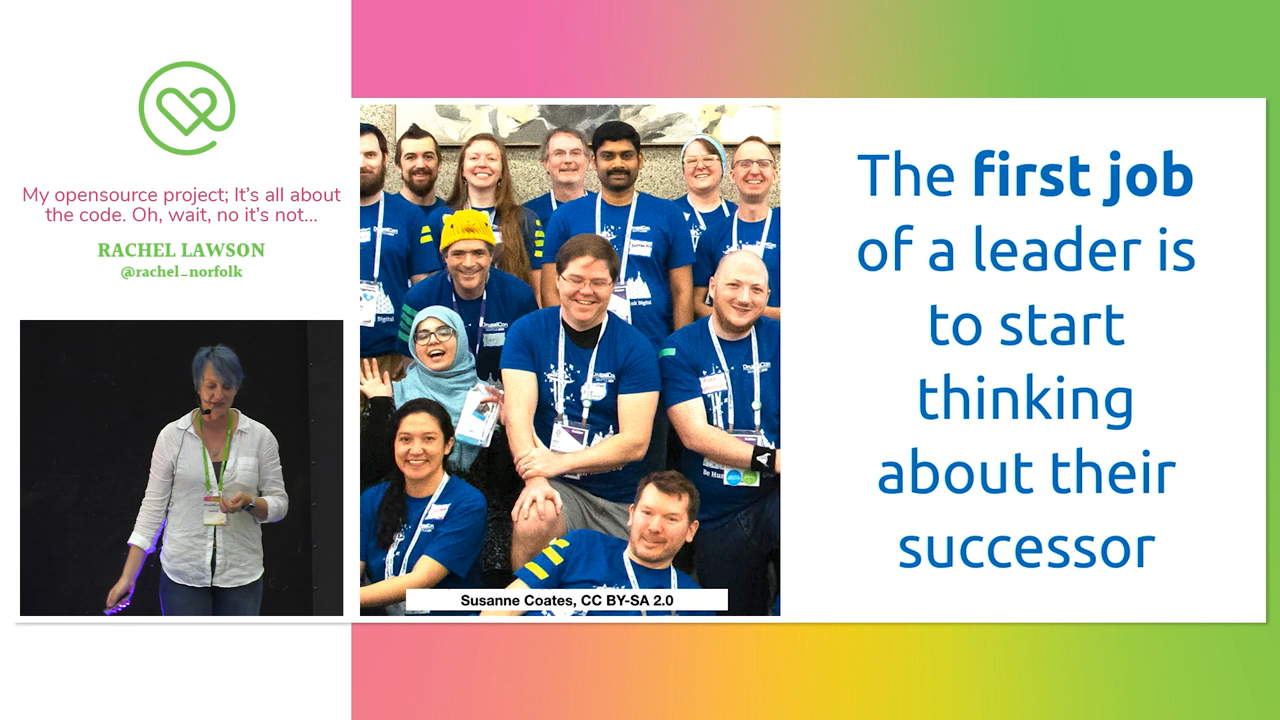 My opensource project; It's all about
the code. Oh, wait, no it's not...
RACHEL LAWSON
@rachel_norfolk
Susanne Coates, CC BY-SA 2.0
The first job
of a leader is
to start
thinking
about their
successor